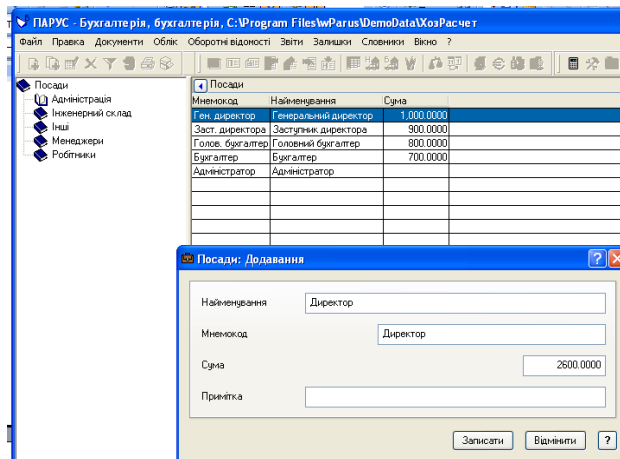 ПАРУС - Бухгалтерія, бухгалтерія, C:\Program Files\wParus\DemoData\ХозРасчет
Файл Правка Документи Облік Оборотні відомості Звіти Залишки Словники Вікно ?
Посади
Адміністрація
Інженерний склад
Інші
Менеджери
Робітники
Посади
Мнемокод Найменування Сума
Ген. директор Генеральний директор 1,000.0000
Заст. директора Заступник директора 900.0000
Голов. бухгалтер Головний бухгалтер 800.0000
Бухгалтер Бухгалтер 700.0000
Адміністратор Адміністратор
Посади: Додавання
Найменування Директор
Мнемокод Директор
Сума 2600.0000
Примітка
Записати Відмінити ?